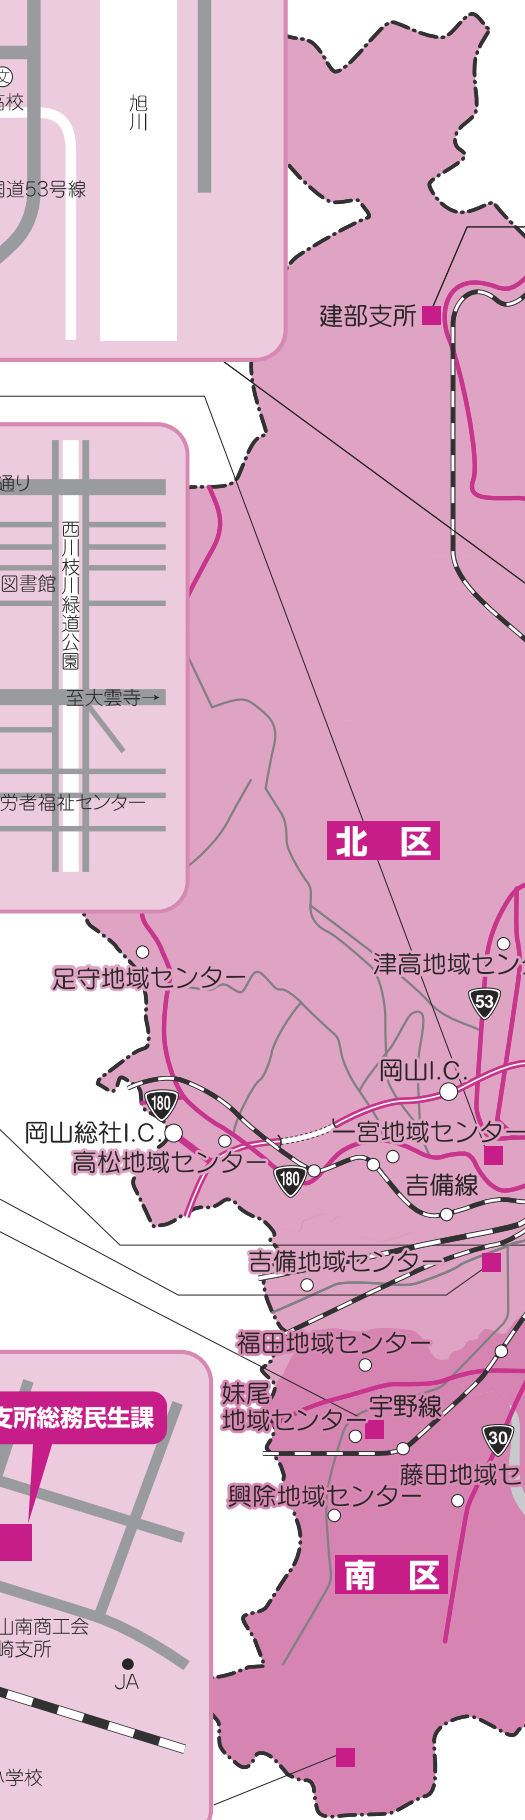 文
高校
旭川
国道53号線
建部支所
通り
西川枝川緑道公園
図書館
至大雲寺→
労者福祉センター
北 区
足守地域センター
津高地域セン
53
岡山I.C.
180
岡山総社I.C.
高松地域センター
一宮地域センター
180
吉備線
吉備地域センター
福田地域センター
妹尾
地域センター
宇野線
30
藤田地域セ
興除地域センター
支所総務民生課
南 区
山南商工会
崎支所
JA
小学校